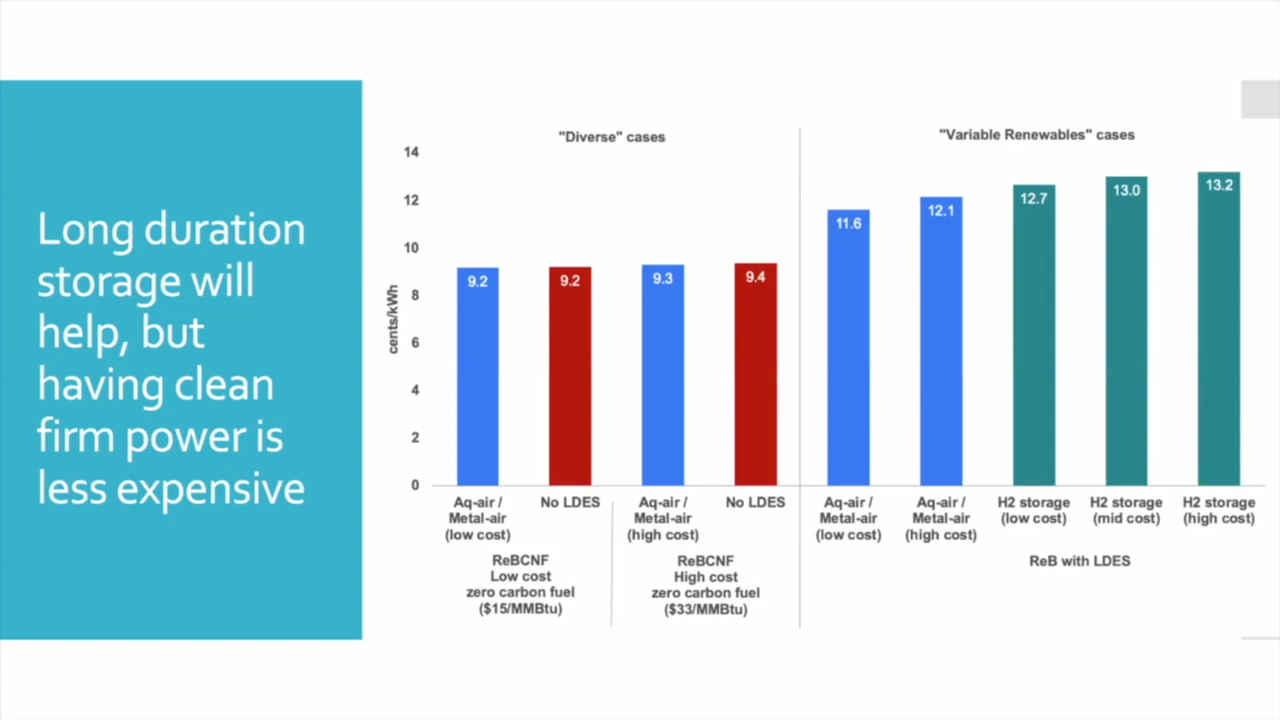 Long duration
storage will
help, but
having clean
firm power is
less expensive
"Diverse" cases
"Variable Renewables" cases
cents/kWh
14
12
10
8
6
4
2
0
9.2
9.2
9.3
9.4
11.6
12.1
12.7
13.0
13.2
Aq-air /
Metal-air
(low cost)
No LDES
Aq-air /
Metal-air
(high cost)
No LDES
Aq-air /
Metal-air
(low cost)
Aq-air /
Metal-air
(high cost)
H2 storage
(low cost)
H2 storage
(mid cost)
H2 storage
(high cost)
ReBCNF
Low cost
zero carbon fuel
($15/MMBtu)
ReBCNF
High cost
zero carbon fuel
($33/MMBtu)
ReB with LDES